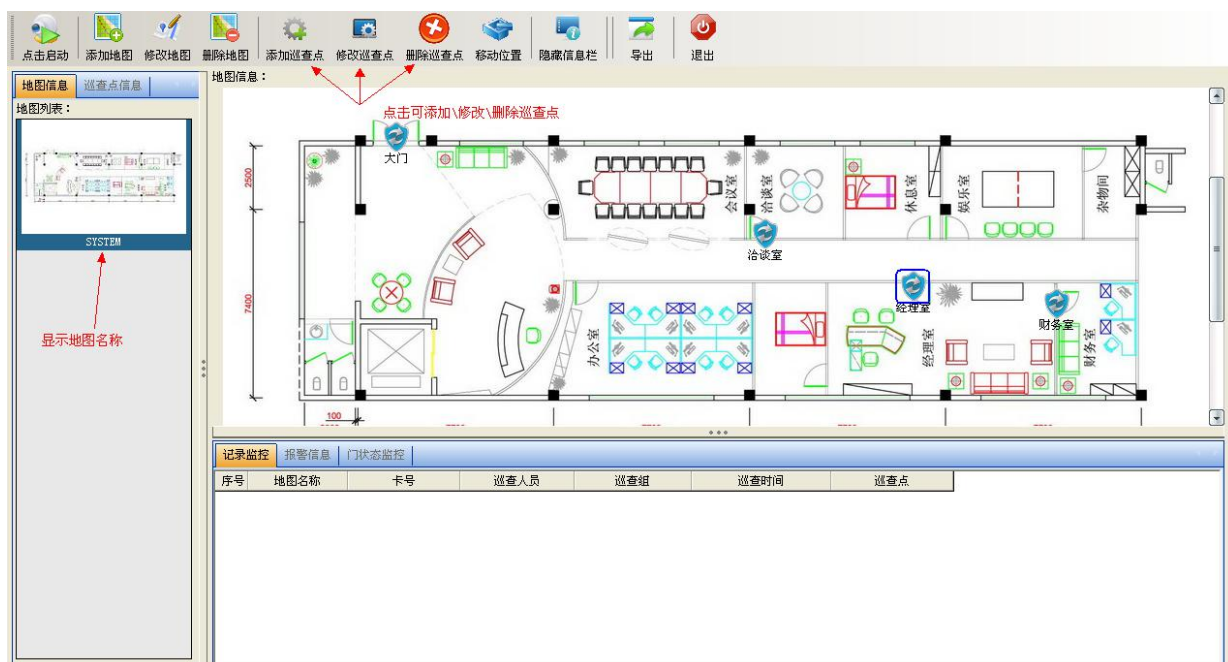 点击启动 添加地图 修改地图 删除地图 添加巡查点 修改巡查点 删除巡查点 移动位置 隐藏信息栏 导出 退出
地图信息 巡查点信息
地图列表：
SYSTEM
显示地图名称
地图信息：
点击可添加\修改\删除巡查点
大门
2500
会议室
洽谈室
休息室
娱乐室
杂物间
洽谈室
7400
经理室
财务室
办公室
经理室
财务室
100
记录监控 报警信息 门状态监控
序号 地图名称 卡号 巡查人员 巡查组 巡查时间 巡查点